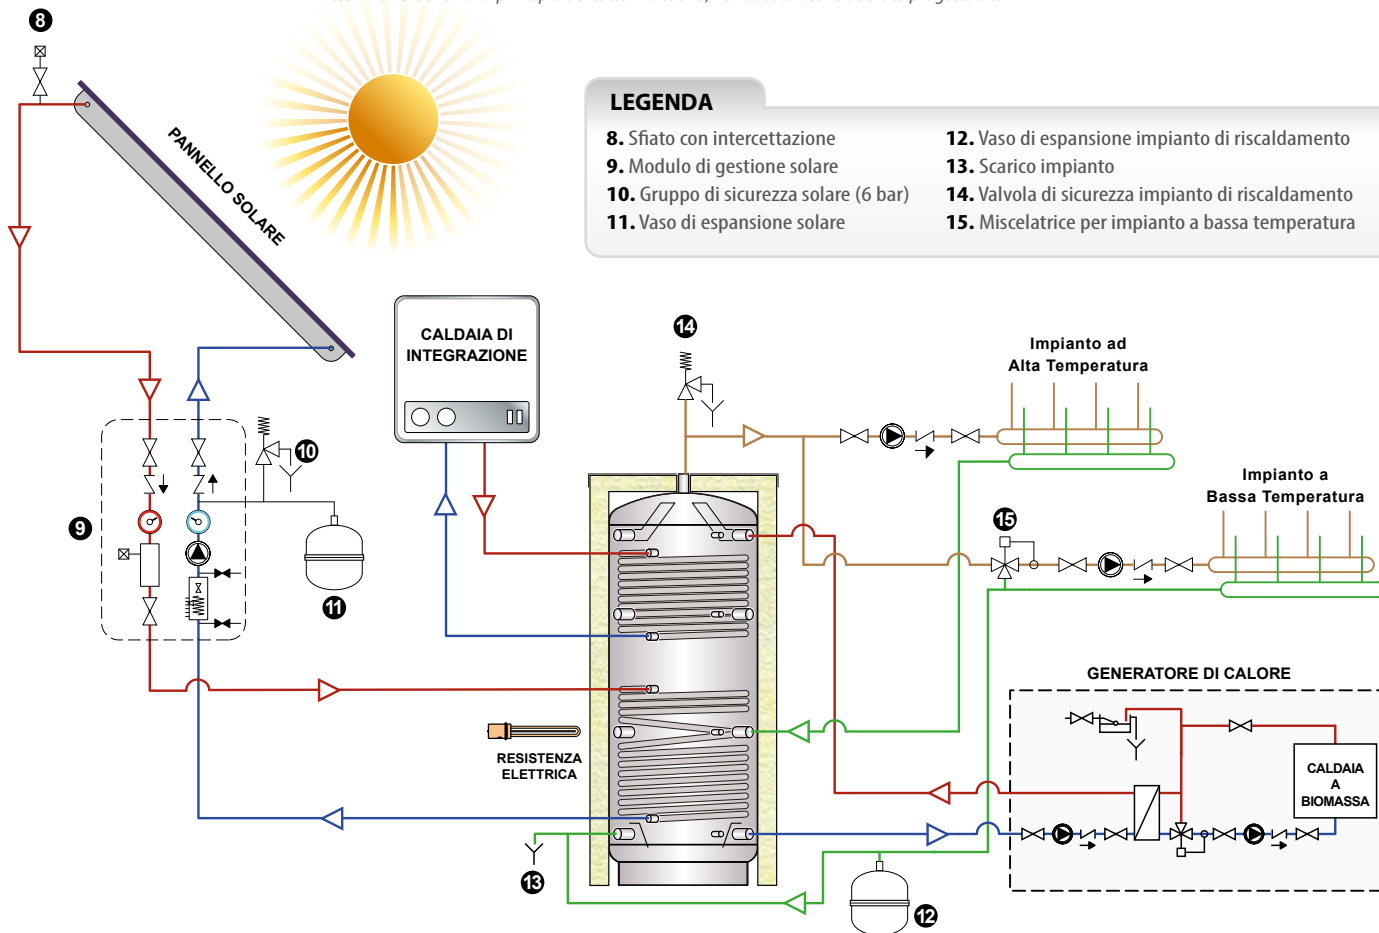 8
LEGENDA
8. Sfiato con intercettazione
9. Modulo di gestione solare
10. Gruppo di sicurezza solare (6 bar)
11. Vaso di espansione solare
12. Vaso di espansione impianto di riscaldamento
13. Scarico impianto
14. Valvola di sicurezza impianto di riscaldamento
15. Miscelatrice per impianto a bassa temperatura
PANNELLO SOLARE
CALDAIA DI
INTEGRAZIONE
14
Impianto ad
Alta Temperatura
10
Impianto a
Bassa Temperatura
9
15
11
GENERATORE DI CALORE
RESISTENZA
ELETTRICA
CALDAIA
A
BIOMASSA
13
12